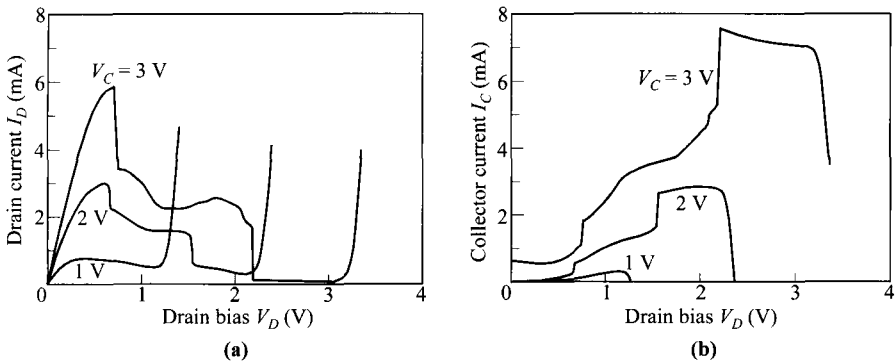 8
6
4
2
0
Drain current I_D (mA)
V_C = 3 V
2 V
1 V
1
2
3
4
Drain bias V_D (V)
(a)
8
6
4
2
0
Collector current I_C (mA)
V_C = 3 V
2 V
1 V
0
1
2
3
4
Drain bias V_D (V)
(b)